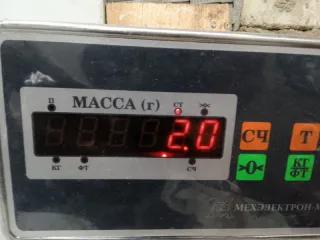 П МАССА (г) СТ
2.0
КГ ФТ СЧ
СЧ Т
>0< КГ
ФТ
МЕХЭЛЕКТРОН-М